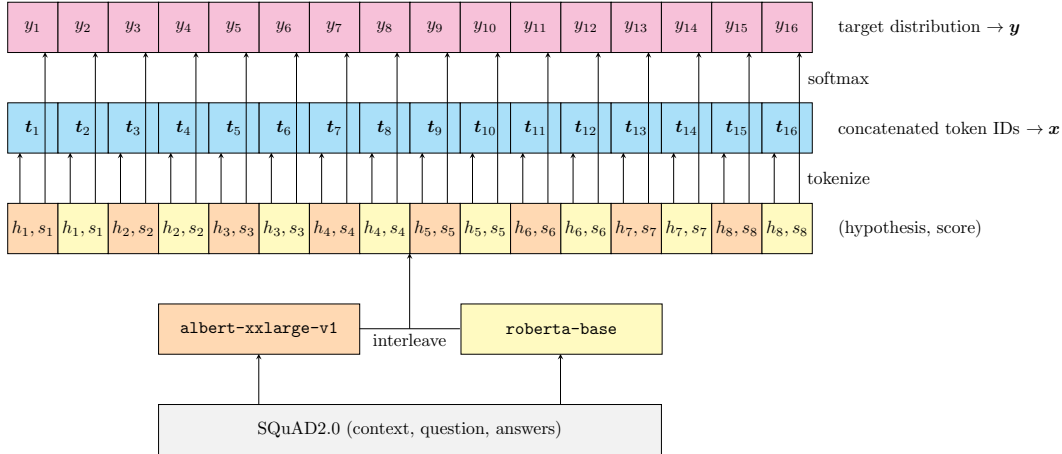 y1 y2 y3 y4 y5 y6 y7 y8 y9 y10 y11 y12 y13 y14 y15 y16 target distribution → y
softmax
t1 t2 t3 t4 t5 t6 t7 t8 t9 t10 t11 t12 t13 t14 t15 t16 concatenated token IDs → x
tokenize
h1, s1 h1, s1 h2, s2 h2, s2 h3, s3 h3, s3 h4, s4 h4, s4 h5, s5 h5, s5 h6, s6 h6, s6 h7, s7 h7, s7 h8, s8 h8, s8 (hypothesis, score)
albert-xxlarge-v1 roberta-base
interleave
SQuAD2.0 (context, question, answers)